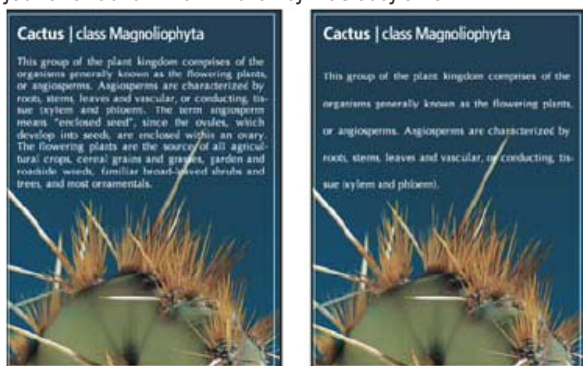 Cactus | class Magnoliophyta
This group of the plant kingdom comprises of the
organisms generally known as the flowering plants,
or angiosperms. Angiosperms are characterized by
roots, stems, leaves and vascular, or conducting, tis-
sue (xylem and phloem). The term angiosperm
means "enclosed seed", since the ovules, which
develop into seeds, are enclosed within an ovary.
The flowering plants are the source of all agricul-
tural crops, cereal grains and grasses, garden and
roadside weeds, familiar broad-leaved shrubs and
trees, and most ornamentals.
Cactus | class Magnoliophyta
This group of the plant kingdom comprises of the
organisms generally known as the flowering plants,
or angiosperms. Angiosperms are characterized by
roots, stems, leaves and vascular, or conducting, tis-
sue (xylem and phloem).